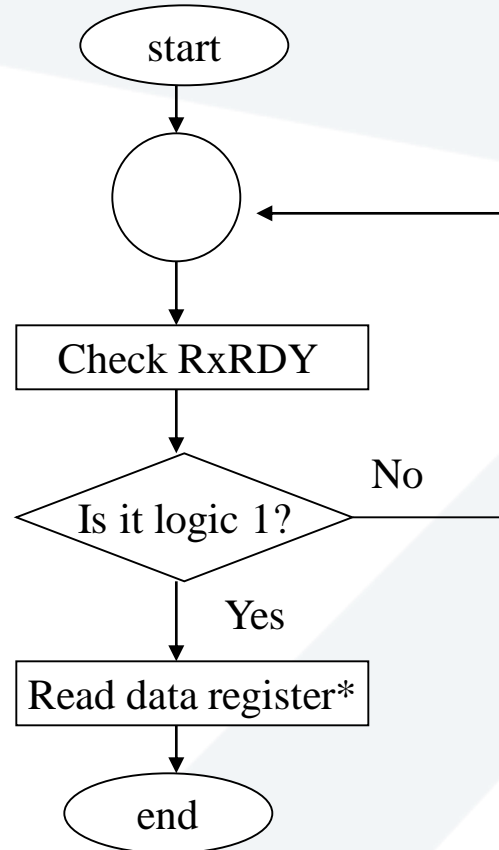 start
Check RxRDY
Is it logic 1?
No
Yes
Read data register*
end